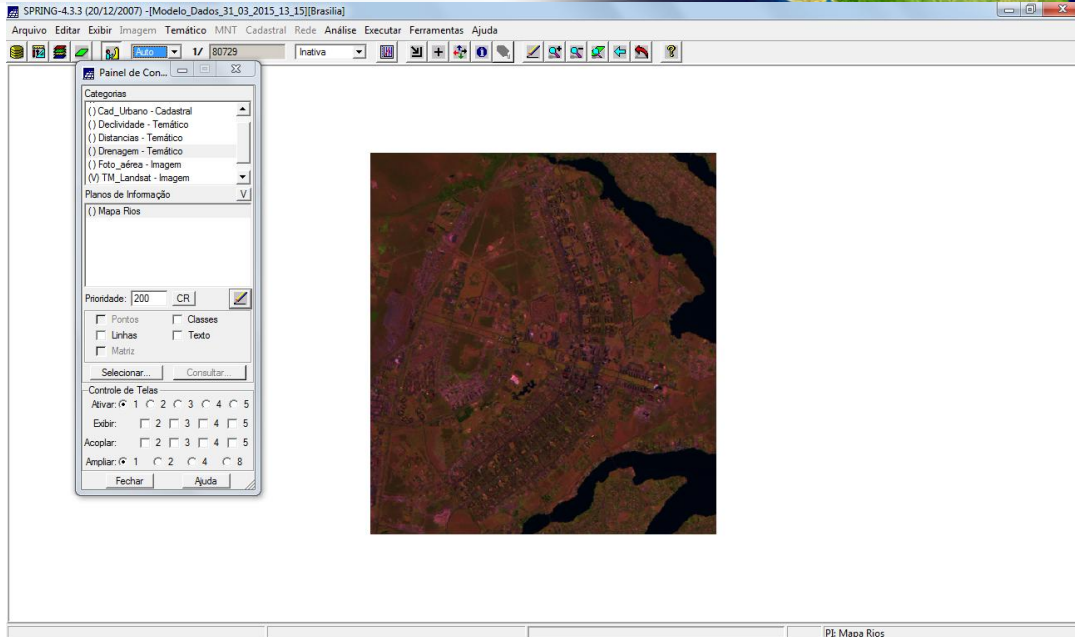 SPRING-4.3.3 (20/12/2007) -[Modelo_Dados_31_03_2015_13_15][Brasilia]
Arquivo Editar Exibir Imagem Temático MNT Cadastral Rede Análise Executar Ferramentas Ajuda
Auto 1/ 80729 Inativa
Painel de Con...
Categorias
( ) Cad_Urbano - Cadastral
( ) Declividade - Temático
( ) Distancias - Temático
( ) Drenagem - Temático
( ) Foto_aérea - Imagem
(V) TM_Landsat - Imagem
Planos de Informação V
( ) Mapa Rios
Prioridade: 200 CR
Pontos Classes
Linhas Texto
Matriz
Selecionar... Consultar...
Controle de Telas
Ativar: 1 2 3 4 5
Exibir: 2 3 4 5
Acoplar: 2 3 4 5
Ampliar: 1 2 4 8
Fechar Ajuda
PI: Mapa Rios